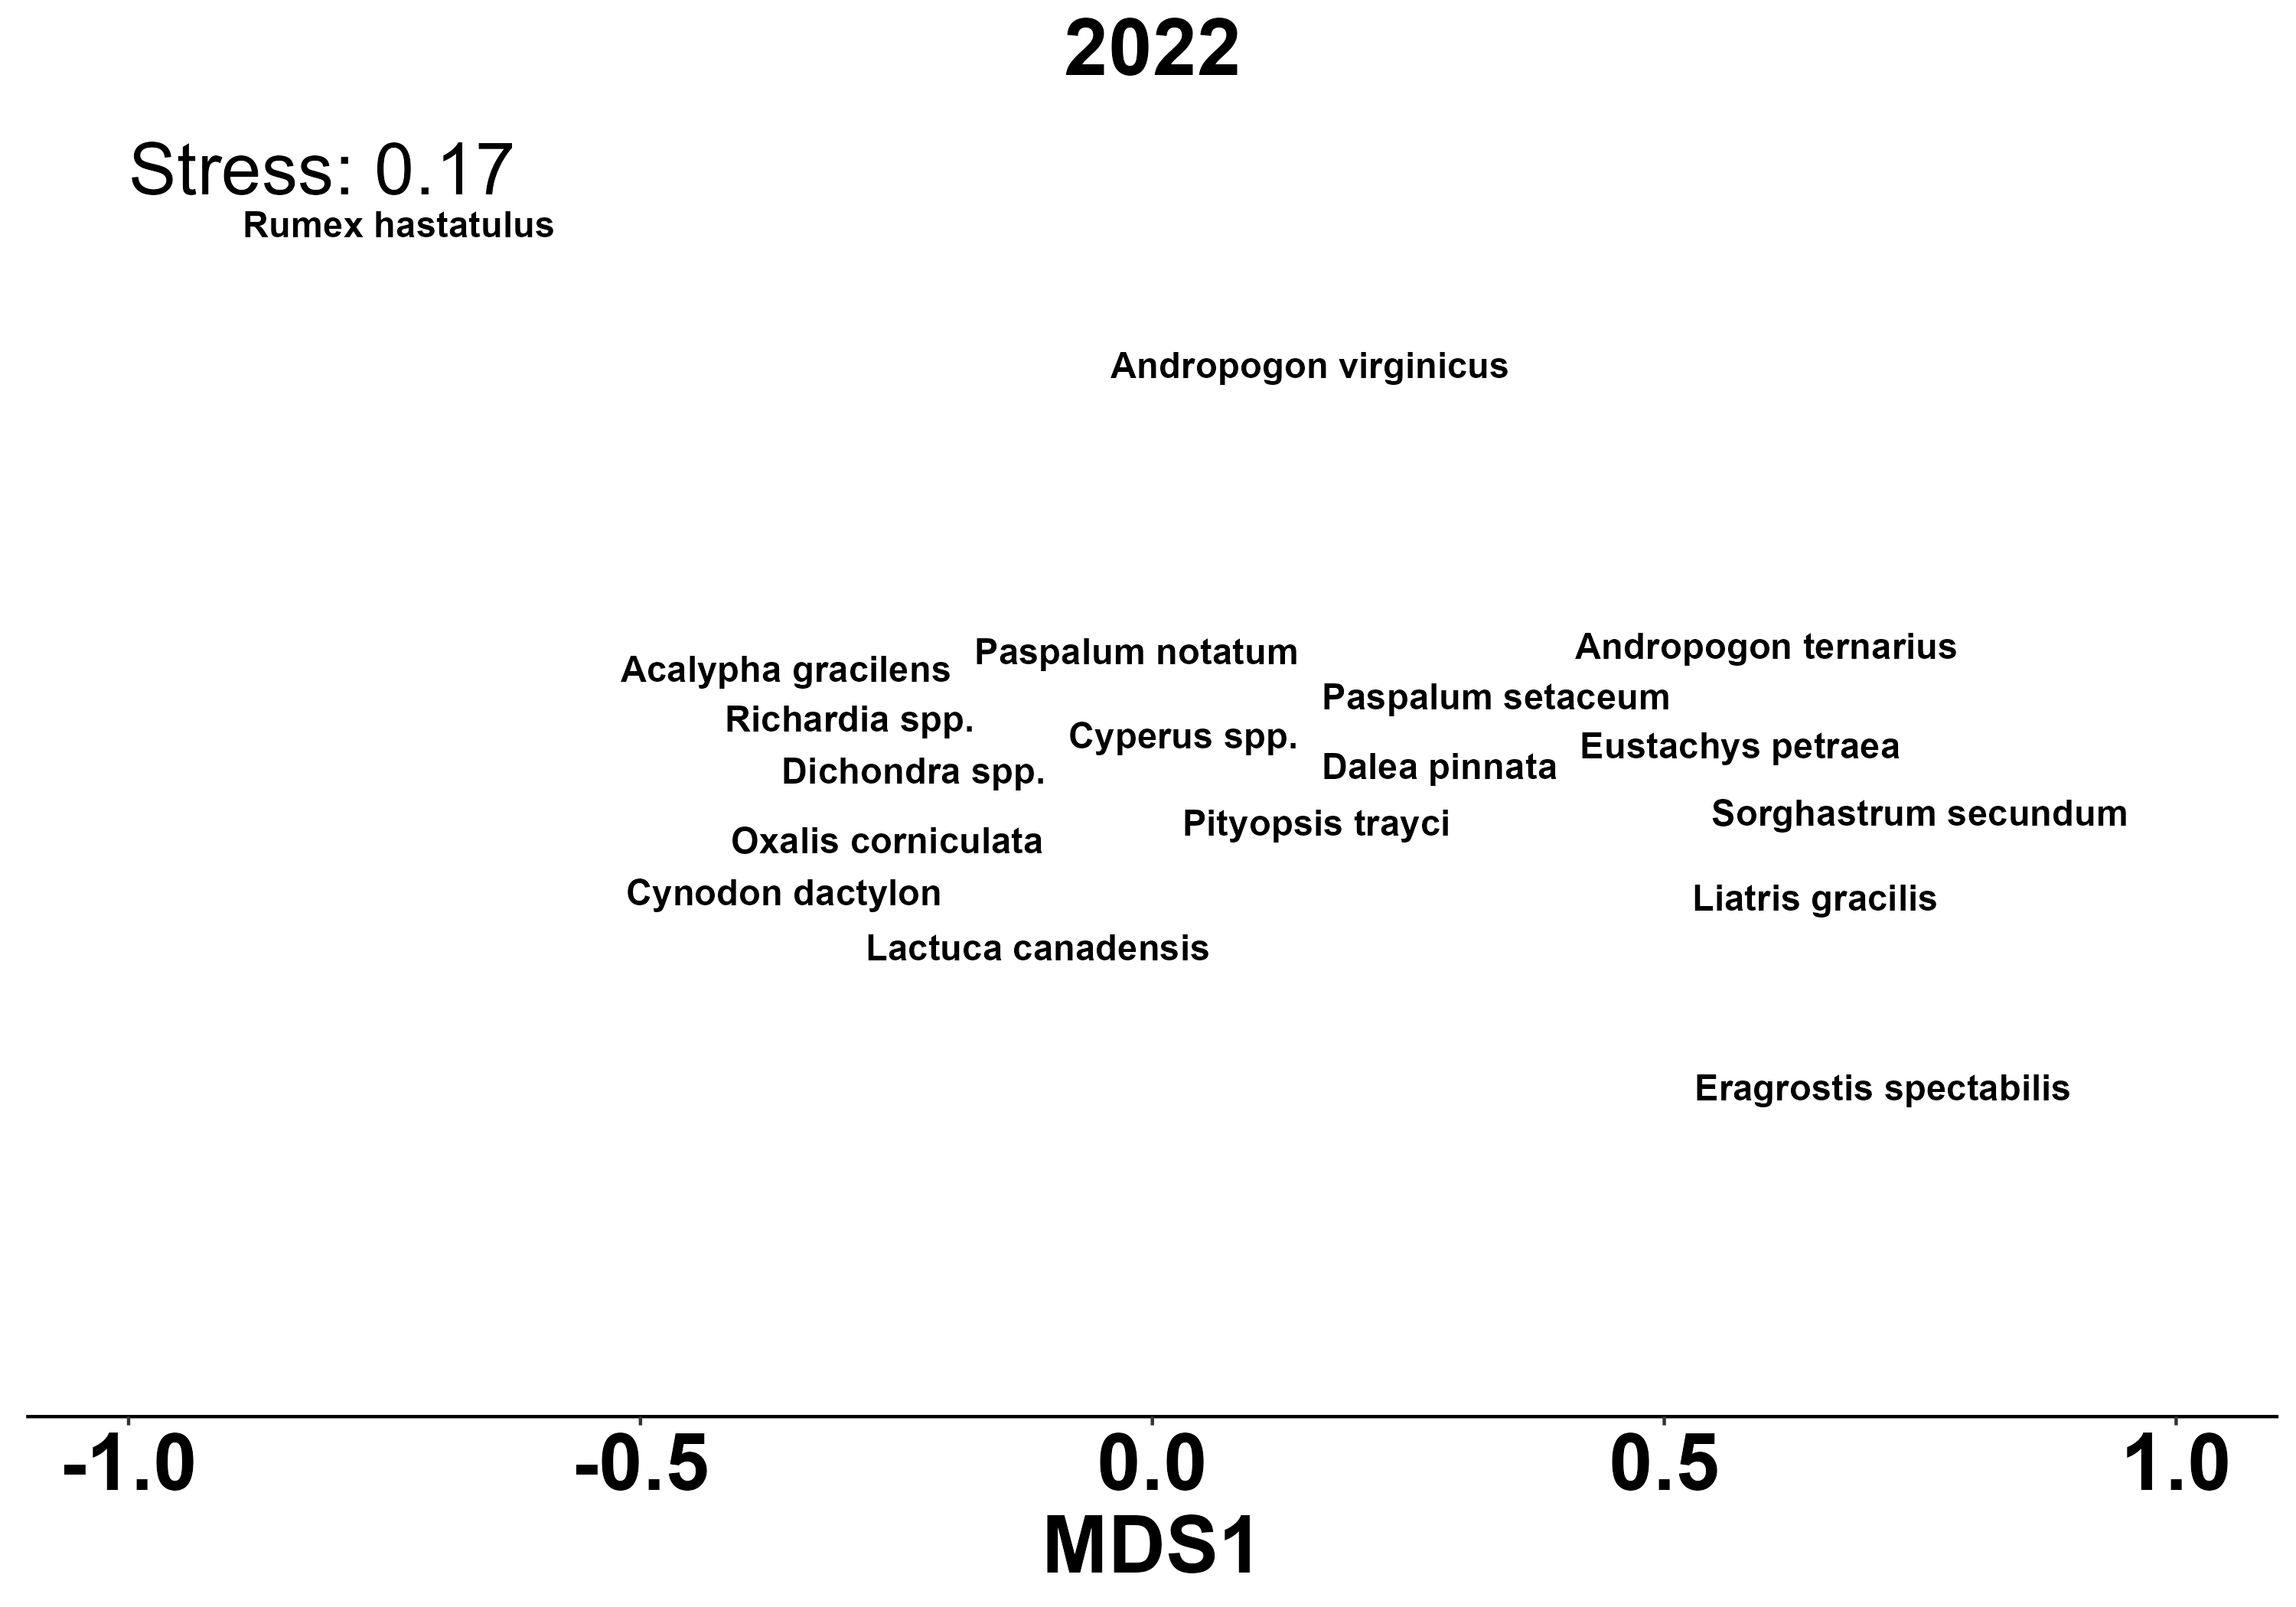 2022
Stress: 0.17
Rumex hastatulus
Andropogon virginicus
Andropogon ternarius
Paspalum notatum
Acalypha gracilens
Paspalum setaceum
Richardia spp.
Cyperus spp.
Eustachys petraea
Dalea pinnata
Dichondra spp.
Sorghastrum secundum
Pityopsis trayci
Oxalis corniculata
Cynodon dactylon
Liatris gracilis
Lactuca canadensis
Eragrostis spectabilis
-1.0 -0.5 0.0 0.5 1.0
MDS1